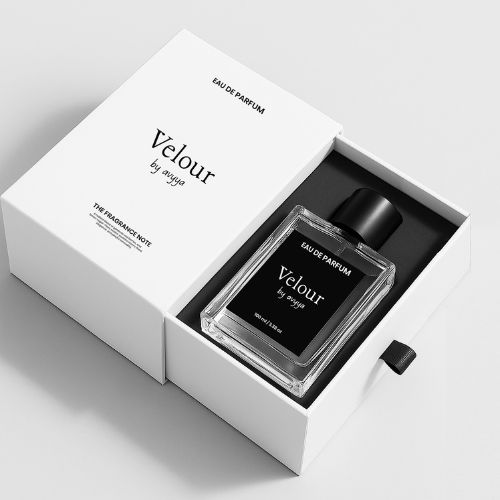 EAU DE PARFUM
Velour
by avyya
THE FRAGRANCE NOTE
EAU DE PARFUM
Velour
by avyya
100 ml / 3.38 oz